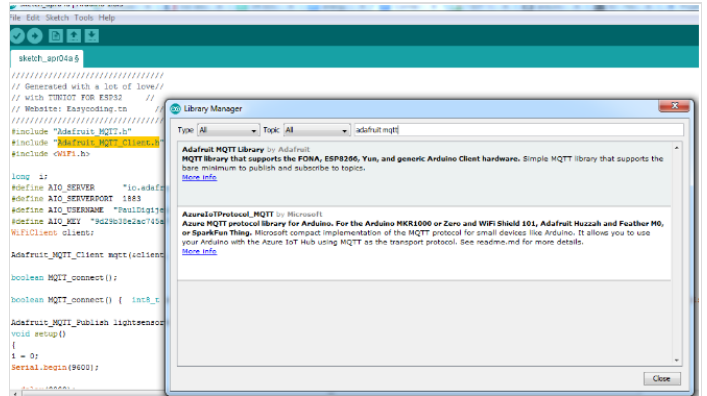 File Edit Sketch Tools Help
sketch_apr04a §
////////////////////////////////
// Generated with a lot of love//
// with TUNIOT FOR ESP32 //
// Website: Easycoding.tn //
////////////////////////////////
#include "Adafruit_MQTT.h"
#include "Adafruit_MQTT_Client.h"
#include <WiFi.h>
long i;
#define AIO_SERVER "io.adafr
#define AIO_SERVERPORT 1883
#define AIO_USERNAME "PaulDigije
#define AIO_KEY
WiFiClient client;
Adafruit_MQTT_Client mqtt(&client
boolean MQTT_connect();
boolean MQTT_connect() { int8_t
Adafruit_MQTT_Publish lightsensor
void setup()
{
i = 0;
Serial.begin(9600);
Library Manager
Type All Topic All adafruit mqtt
Adafruit MQTT Library by Adafruit
MQTT library that supports the FONA, ESP8266, Yun, and generic Arduino Client hardware. Simple MQTT library that supports the
bare minimum to publish and subscribe to topics.
More info
AzureIoTProtocol_MQTT by Microsoft
Azure MQTT protocol library for Arduino. For the Arduino MKR1000 or Zero and WiFi Shield 101, Adafruit Huzzah and Feather M0,
or SparkFun Thing. Microsoft compact implementation of the MQTT protocol for small devices like Arduino. It allows you to use
your Arduino with the Azure IoT Hub using MQTT as the transport protocol. See readme.md for more details.
More info
Close